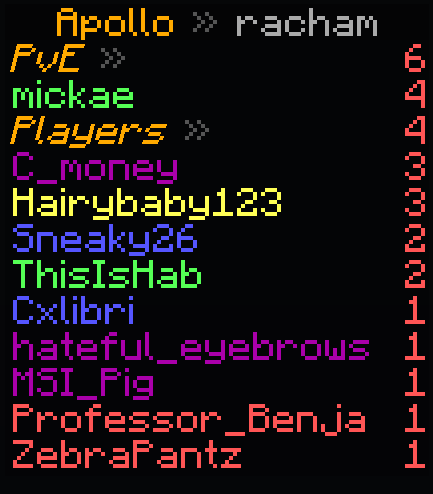 Apollo » racham
PvE » 6
mickae 4
Players » 4
C_money 3
Hairybaby123 3
Sneaky26 2
ThisIsHab 2
Cxlibri 1
hateful_eyebrows 1
MSI_Pig 1
Professor_Benja 1
ZebraPantz 1